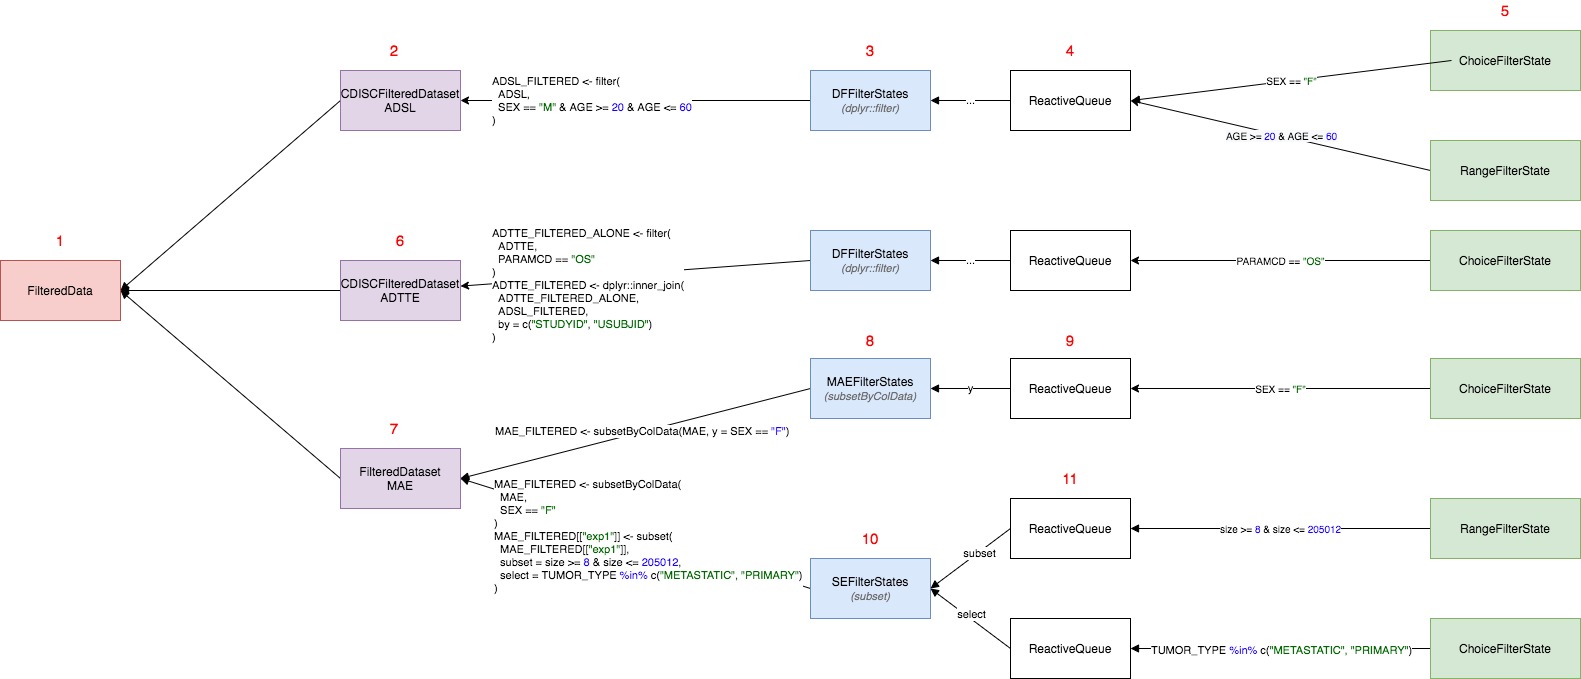 5
2
3
4
ChoiceFilterState
SEX == "F"
CDISCFilteredDataset
ADSL
ADSL_FILTERED <- filter(
ADSL,
SEX == "M" & AGE >= 20 & AGE <= 60
)
DFFilterStates
(dplyr::filter)
...
ReactiveQueue
AGE >= 20 & AGE <= 60
RangeFilterState
1
FilteredData
6
CDISCFilteredDataset
ADTTE
ADTTE_FILTERED_ALONE <- filter(
ADTTE,
PARAMCD == "OS"
)
ADTTE_FILTERED <- dplyr::inner_join(
ADTTE_FILTERED_ALONE,
ADSL_FILTERED,
by = c("STUDYID", "USUBJID")
)
DFFilterStates
(dplyr::filter)
...
ReactiveQueue
PARAMCD == "OS"
ChoiceFilterState
8
9
MAEFilterStates
(subsetByColData)
y
ReactiveQueue
SEX == "F"
ChoiceFilterState
7
FilteredDataset
MAE
MAE_FILTERED <- subsetByColData(MAE, y = SEX == "F")
MAE_FILTERED <- subsetByColData(
MAE,
SEX == "F"
)
MAE_FILTERED[["exp1"]] <- subset(
MAE_FILTERED[["exp1"]],
subset = size >= 8 & size <= 205012,
select = TUMOR_TYPE %in% c("METASTATIC", "PRIMARY")
)
10
SEFilterStates
(subset)
11
subset
ReactiveQueue
size >= 8 & size <= 205012
RangeFilterState
select
ReactiveQueue
TUMOR_TYPE %in% c("METASTATIC", "PRIMARY")
ChoiceFilterState